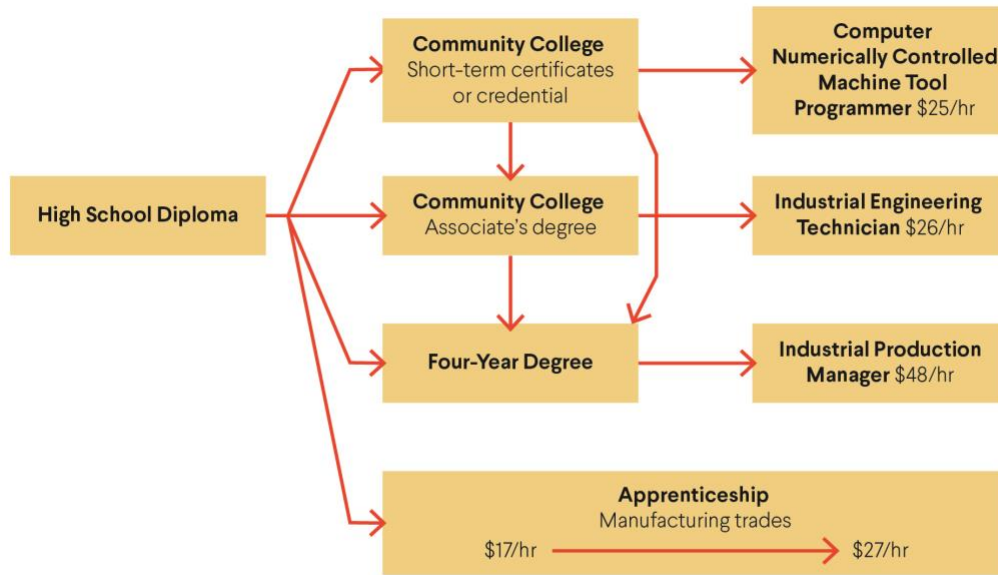 High School Diploma
Community College
Short-term certificates
or credential
Computer
Numerically Controlled
Machine Tool
Programmer $25/hr
Community College
Associate’s degree
Industrial Engineering
Technician $26/hr
Four-Year Degree
Industrial Production
Manager $48/hr
Apprenticeship
Manufacturing trades
$17/hr
$27/hr